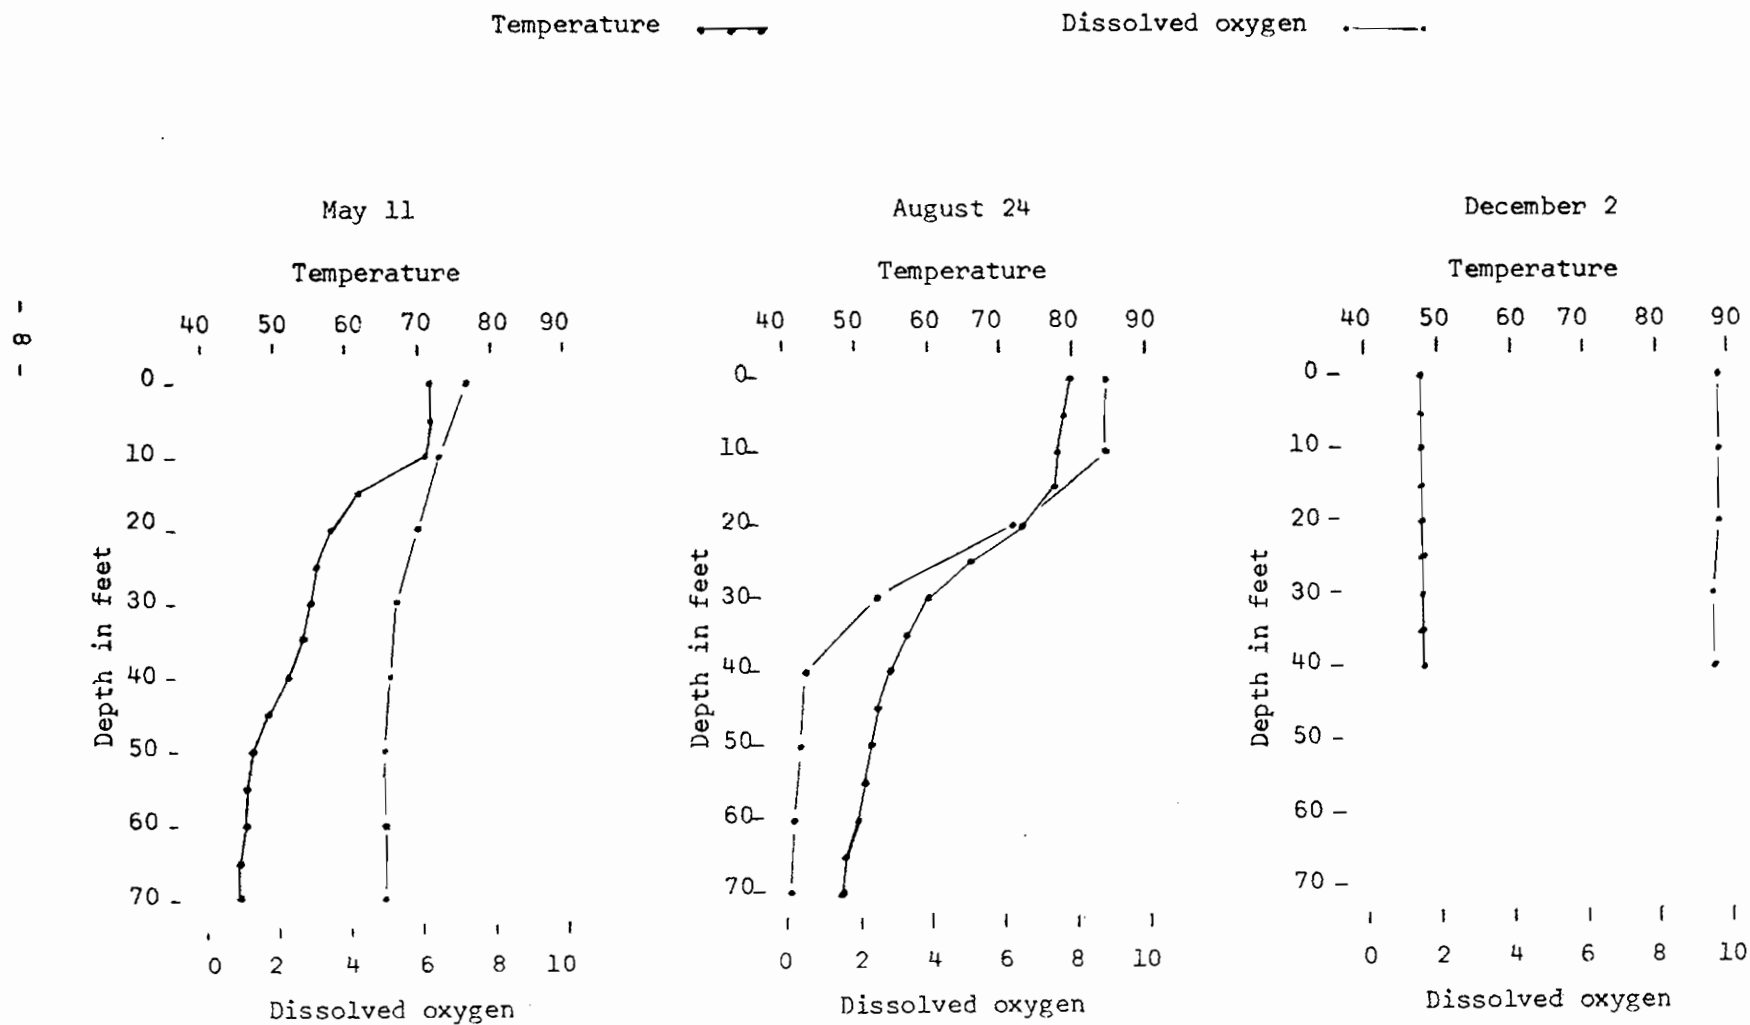 Temperature Dissolved oxygen
May 11 August 24 December 2
Temperature Temperature Temperature
40 50 60 70 80 90 40 50 60 70 80 90 40 50 60 70 80 90
- 8 -
0 0 0
10 10 10
20 20 20
30 30 30
40 40 40
50 50 50
60 60 60
70 70 70
Depth in feet Depth in feet Depth in feet
0 2 4 6 8 10 0 2 4 6 8 10 0 2 4 6 8 10
Dissolved oxygen Dissolved oxygen Dissolved oxygen